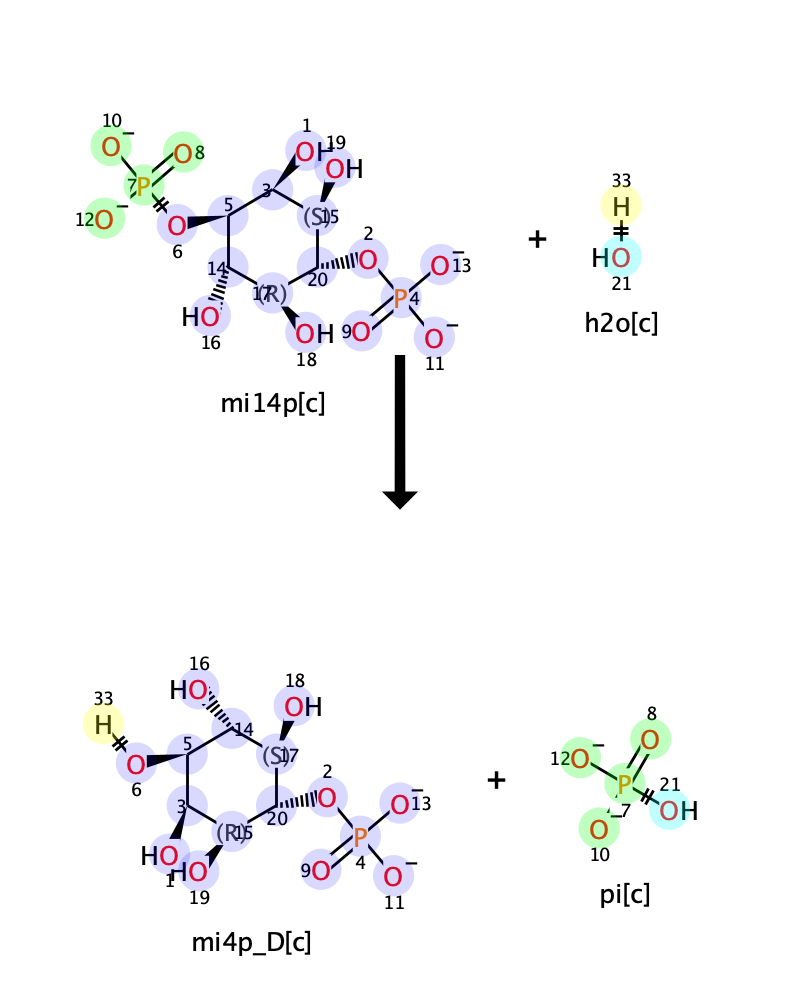 10
O−
O 8
7 P
12 O−
O
6
1
OH
19
OH
3
5
(S)
15
2
O
O− 13
14
20
17
(R)
P 4
HO
16
OH
18
9 O
O−
11
mi14p[c]
+
33
H
HO
21
h2o[c]
16
HO
18
OH
33
H
14
5
(S)
17
O
6
2
O
O− 13
3
20
(R)
15
P
4
HO
1
HO
19
9 O
O−
11
mi4p_D[c]
+
8
O
12 O−
P
7
21
OH
O−
10
pi[c]